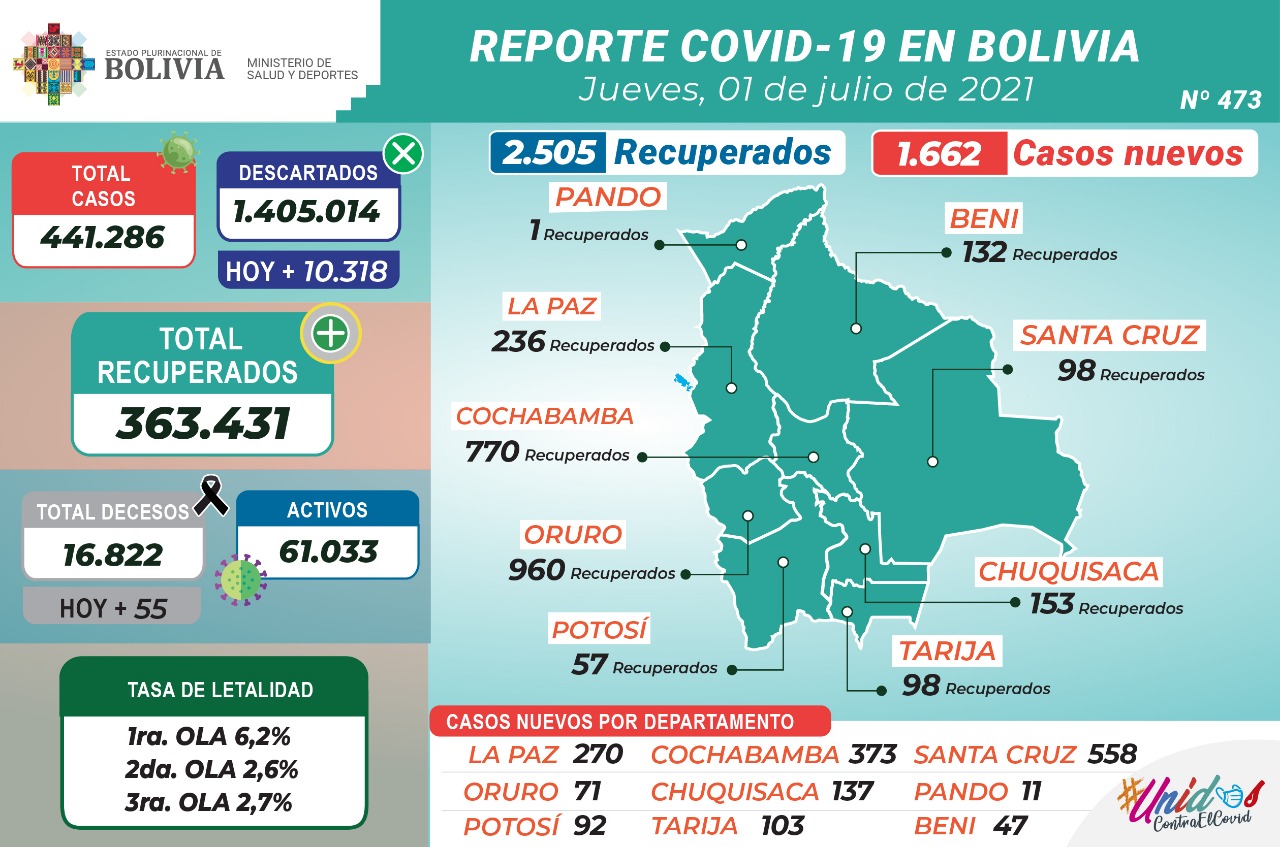 ESTADO PLURINACIONAL DE
BOLIVIA
MINISTERIO DE
SALUD Y DEPORTES
REPORTE COVID-19 EN BOLIVIA
Jueves, 01 de julio de 2021
Nº 473
TOTAL
CASOS
441.286
DESCARTADOS
1.405.014
HOY + 10.318
TOTAL
RECUPERADOS
363.431
TOTAL DECESOS
16.822
HOY + 55
ACTIVOS
61.033
TASA DE LETALIDAD
1ra. OLA 6,2%
2da. OLA 2,6%
3ra. OLA 2,7%
2.505 Recuperados
1.662 Casos nuevos
PANDO
1 Recuperados
BENI
132 Recuperados
LA PAZ
236 Recuperados
SANTA CRUZ
98 Recuperados
COCHABAMBA
770 Recuperados
ORURO
960 Recuperados
CHUQUISACA
153 Recuperados
POTOSÍ
57 Recuperados
TARIJA
98 Recuperados
CASOS NUEVOS POR DEPARTAMENTO
LA PAZ 270 COCHABAMBA 373 SANTA CRUZ 558
ORURO 71 CHUQUISACA 137 PANDO 11
POTOSÍ 92 TARIJA 103 BENI 47
#Unidos
ContraElCovid